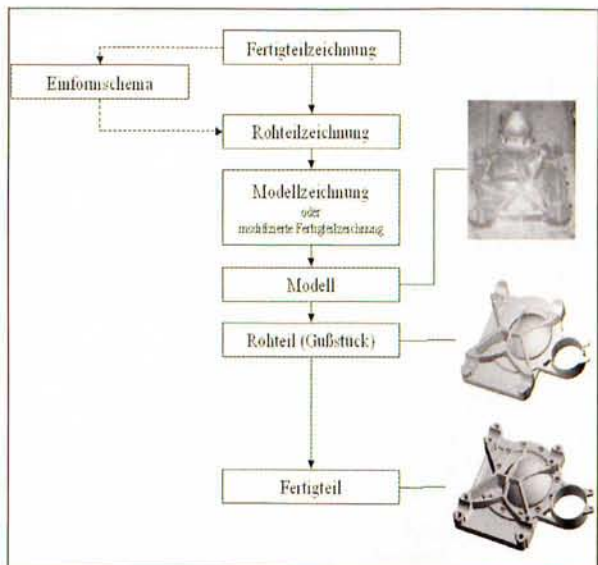 Fertigteilzeichnung
Einformschema
Rohteilzeichnung
Modellzeichnung
oder
modifizierte Fertigteilzeichnung
Modell
Rohteil (Gußstück)
Fertigteil